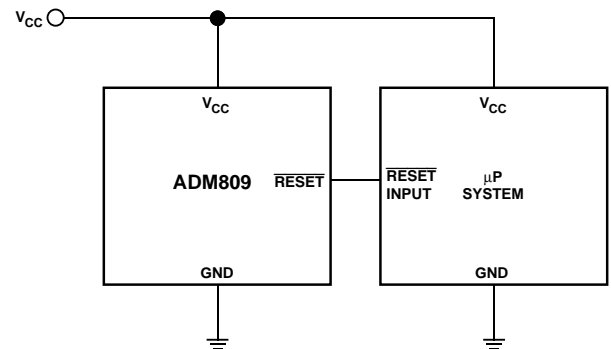 VCC
VCC
ADM809
RESET
GND
VCC
RESET
INPUT
μP
SYSTEM
GND